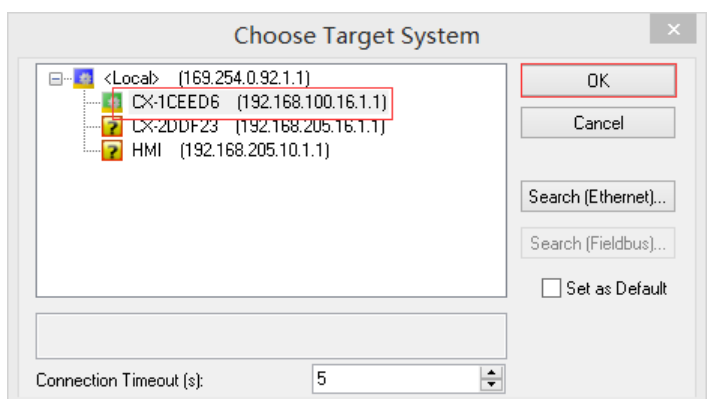 Choose Target System
<Local> (169.254.0.92.1.1)
CX-1CEED6 (192.168.100.16.1.1)
CX-2DDF23 (192.168.205.16.1.1)
HMI (192.168.205.10.1.1)
OK
Cancel
Search (Ethernet)...
Search (Fieldbus)...
Set as Default
Connection Timeout (s):
5